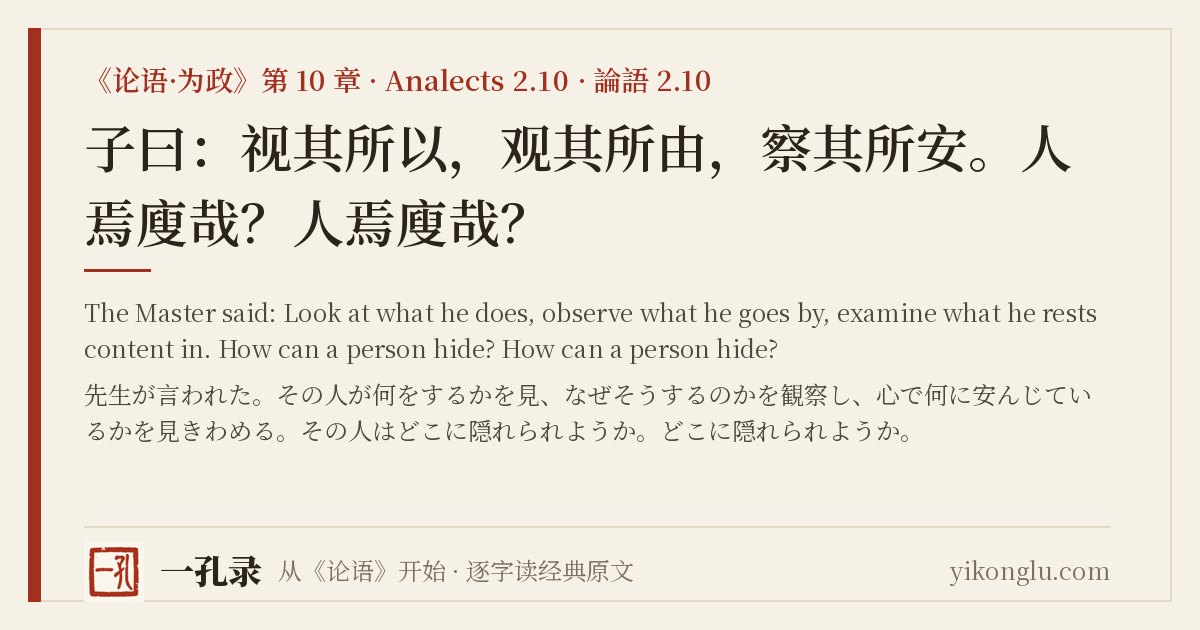 《论语·为政》第 10 章 · Analects 2.10 · 論語 2.10
子曰：视其所以，观其所由，察其所安。人
焉廋哉？人焉廋哉？
The Master said: Look at what he does, observe what he goes by, examine what he rests
content in. How can a person hide? How can a person hide?
先生が言われた。その人が何をするかを見、なぜそうするのかを観察し、心で何に安んじてい
るかを見きわめる。その人はどこに隠れられようか。どこに隠れられようか。
一孔
一孔录
从《论语》开始 · 逐字读经典原文
yikonglu.com